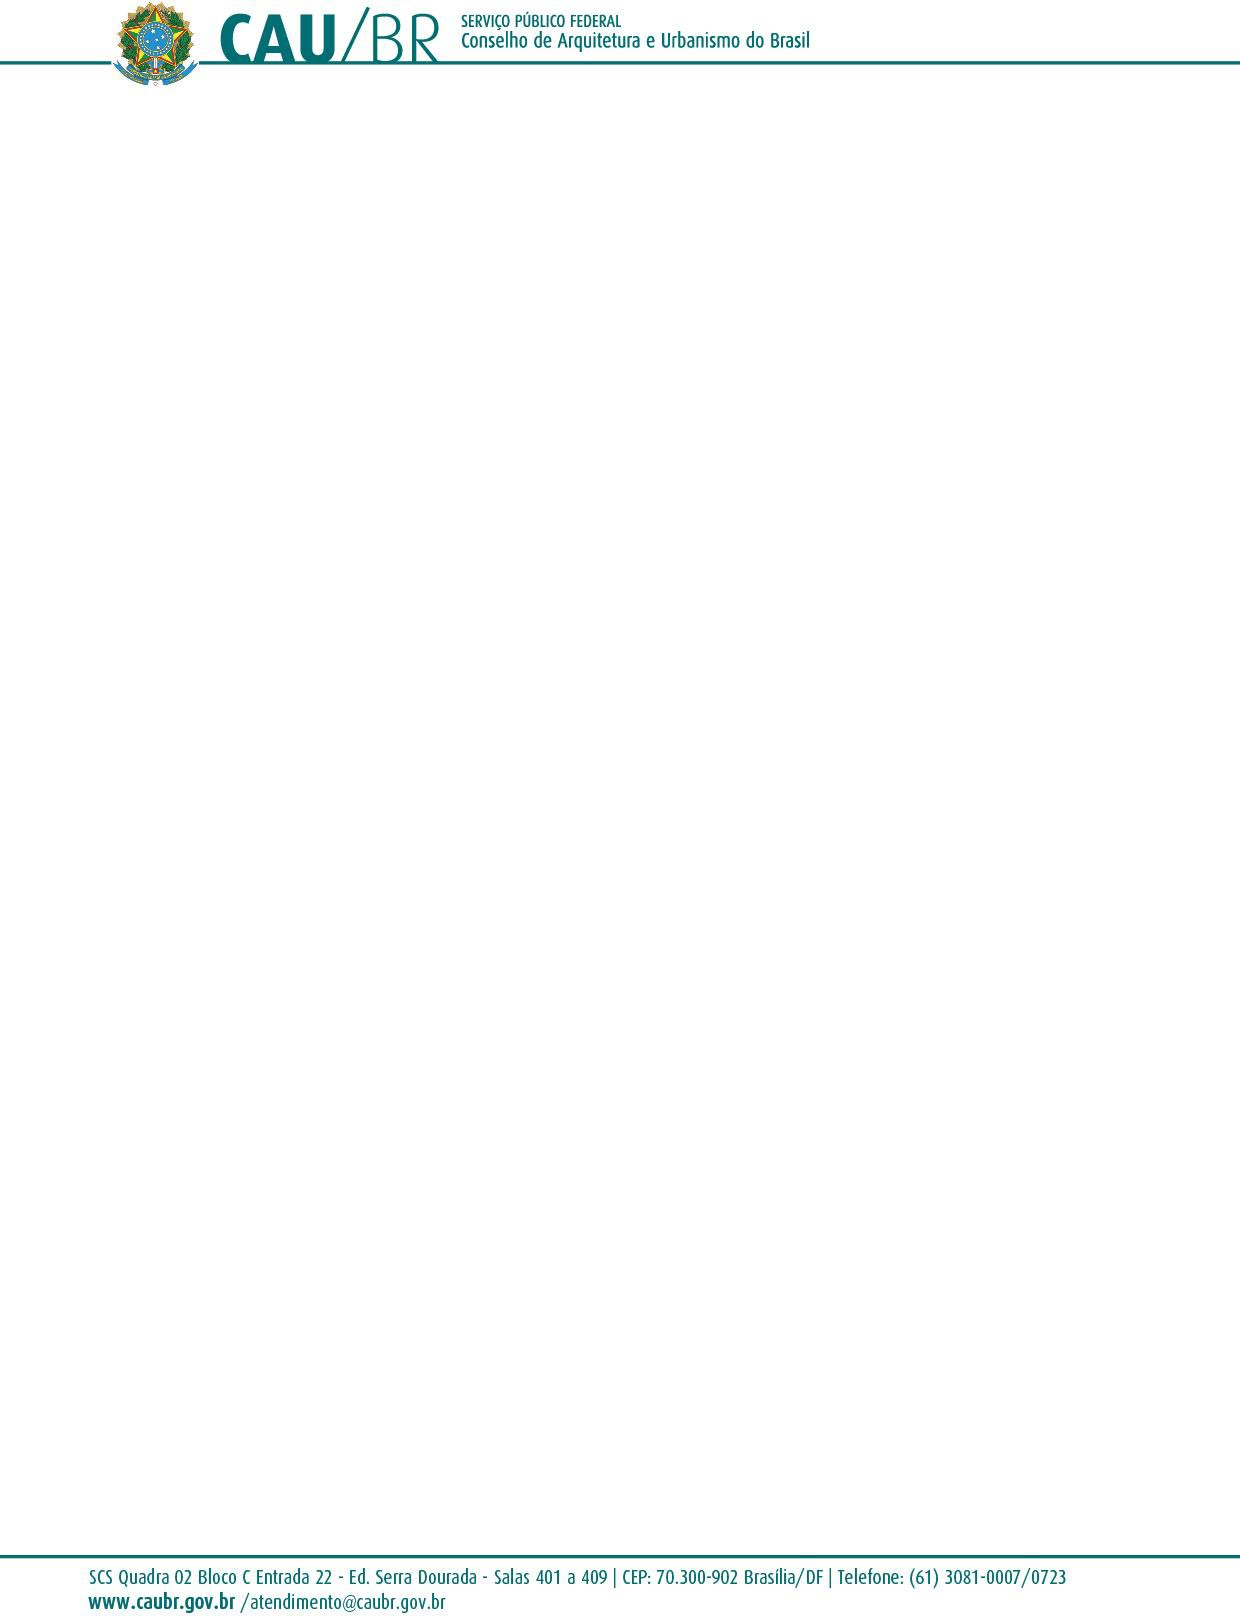 CAU/BR
SERVIÇO PÚBLICO FEDERAL
Conselho de Arquitetura e Urbanismo do Brasil
SCS Quadra 02 Bloco C Entrada 22 - Ed. Serra Dourada - Salas 401 a 409 | CEP: 70.300-902 Brasília/DF | Telefone: (61) 3081-0007/0723
www.caubr.gov.br /atendimento@caubr.gov.br